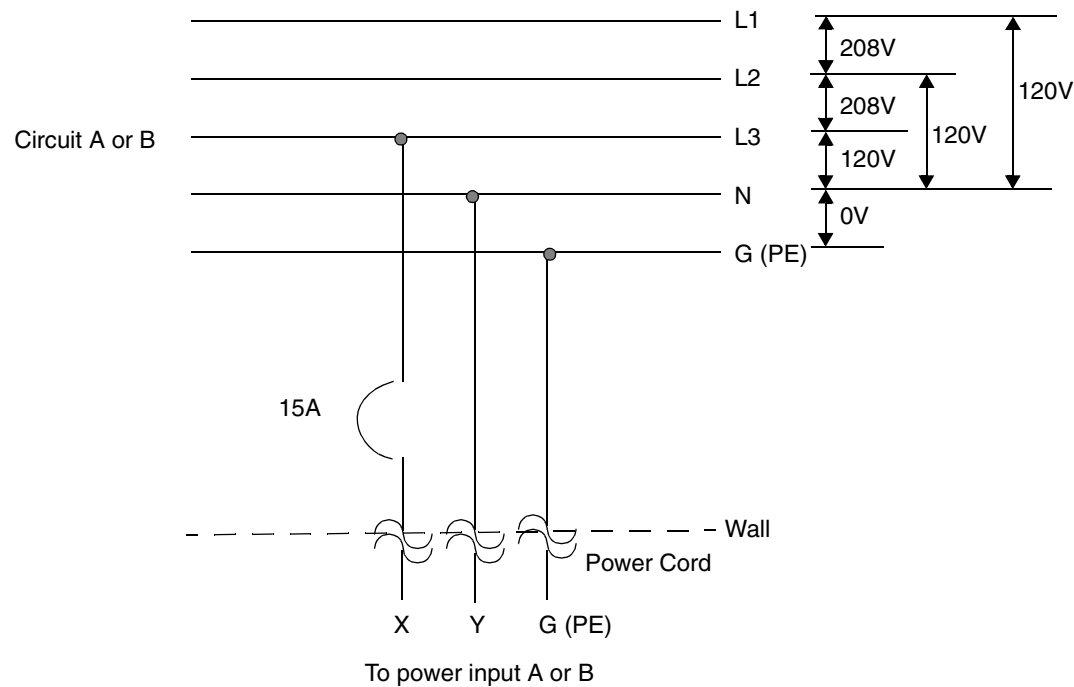 L1
208V
L2
120V
208V
Circuit A or B
L3
120V
120V
N
0V
G (PE)
15A
Wall
Power Cord
X Y G (PE)
To power input A or B